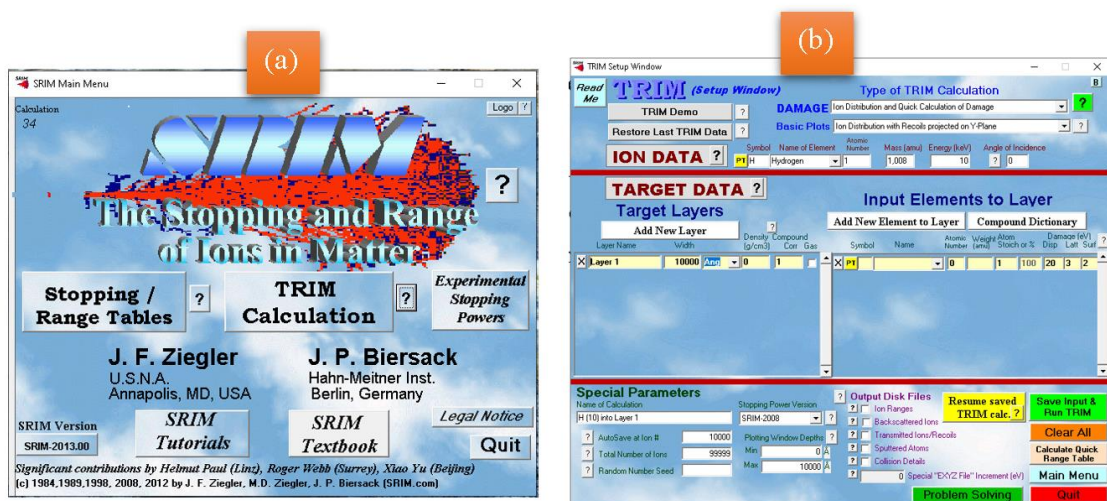 (a)
SRIM Main Menu
Calculation
34
Logo ?
SRIM
?
The Stopping and Range
of Ions in Matter
Stopping /
Range Tables
?
TRIM
Calculation
?
Experimental
Stopping
Powers
J. F. Ziegler
U.S.N.A.
Annapolis, MD, USA
J. P. Biersack
Hahn-Meitner Inst.
Berlin, Germany
SRIM Version
SRIM-2013.00
SRIM
Tutorials
SRIM
Textbook
Legal Notice
Quit
Significant contributions by Helmut Paul (Linz), Roger Webb (Surrey), Xiao Yu (Beijing)
(c) 1984,1989,1998, 2008, 2012 by J. F. Ziegler, M.D. Ziegler, J. P. Biersack (SRIM.com)
(b)
TRIM Setup Window
Read
Me
TRIM (Setup Window)
Type of TRIM Calculation
B
TRIM Demo ?
DAMAGE Ion Distribution and Quick Calculation of Damage ?
Restore Last TRIM Data ?
Basic Plots Ion Distribution with Recoils projected on Y-Plane ?
ION DATA ?
Symbol Name of Element Atomic Number Mass (amu) Energy (keV) Angle of Incidence
PT H Hydrogen 1 1,008 10 ? 0
TARGET DATA ?
Target Layers
Input Elements to Layer
Add New Layer ?
Add New Element to Layer Compound Dictionary
Layer Name Width Density (g/cm3) Compound Corr Gas
Symbol Name Atomic Number Weight (amu) Atom Stoich or % Damage (eV) Disp Latt Surf ?
X Layer 1 10000 Ang 0 1
X PT 0 1 100 20 3 2
Special Parameters
Name of Calculation
H (10) into Layer 1
Stopping Power Version
SRIM-2008 ?
? AutoSave at Ion # 10000
? Total Number of Ions 99999
? Random Number Seed
Plotting Window Depths ?
Min 0 Å
Max 10000 Å
? Output Disk Files
? Ion Ranges
? Backscattered Ions
? Transmitted Ions/Recoils
? Sputtered Atoms
? Collision Details
0 Special "EXYZ File" Increment (eV)
Resume saved
TRIM calc. ?
Save Input &
Run TRIM
Clear All
Calculate Quick
Range Table
Main Menu
Problem Solving
Quit